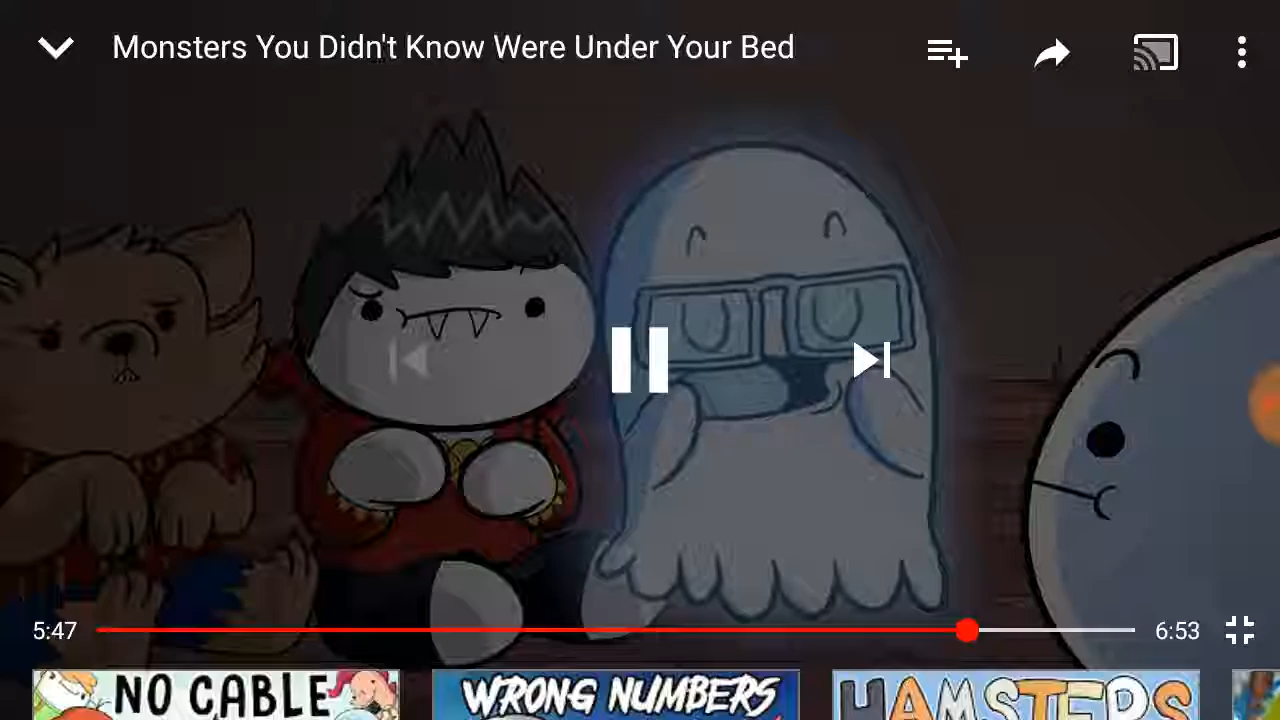 Monsters You Didn't Know Were Under Your Bed
5:47
6:53
NO CABLE
WRONG NUMBERS
HAMSTERS